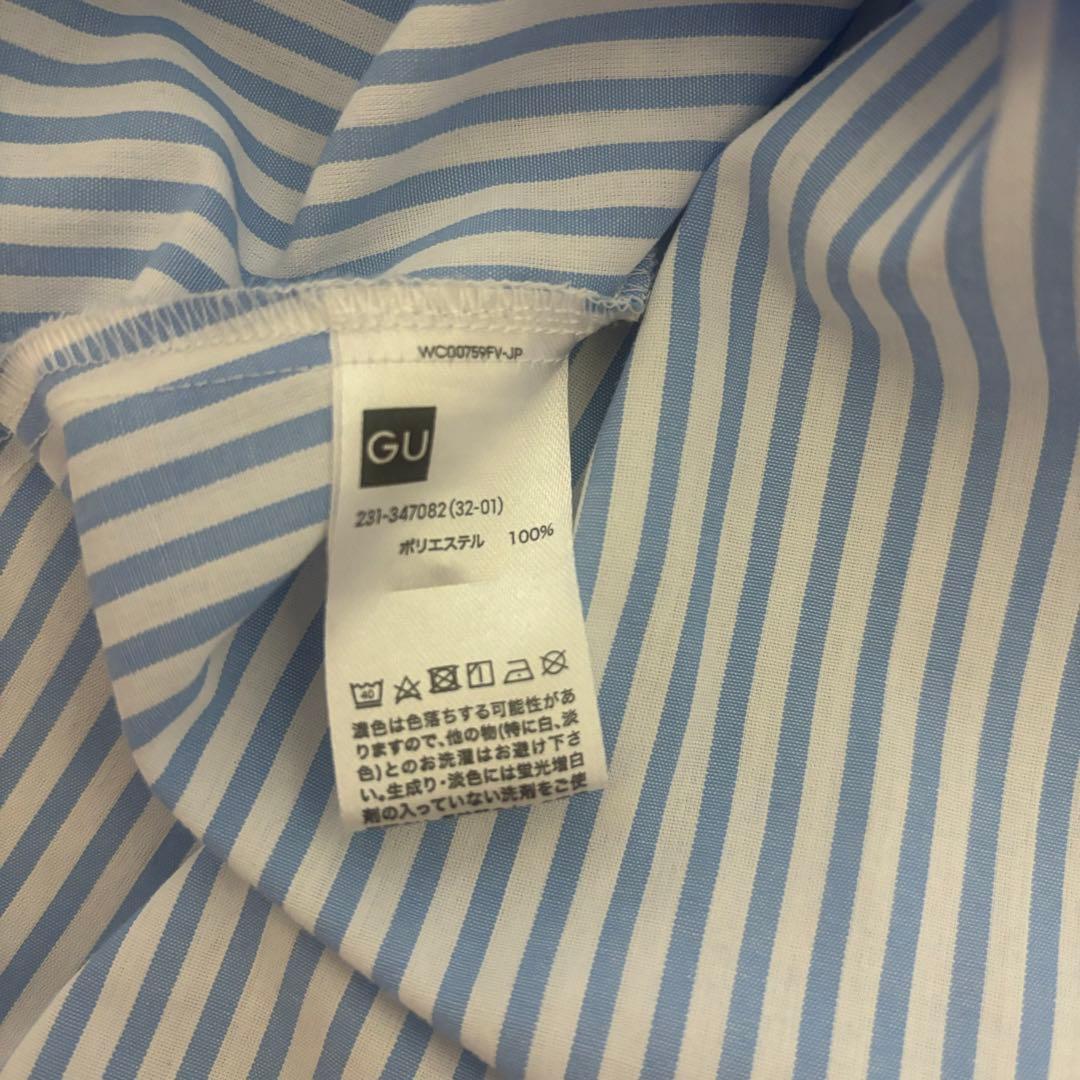 WC00759FV-JP
GU
231-347082(32-01)
ポリエステル 100%
40
濃色は色落ちする可能性があ
りますので、他の物(特に白、淡
色)とのお洗濯はお避け下さ
い。生成り・淡色には蛍光増白
剤の入っていない洗剤をご使